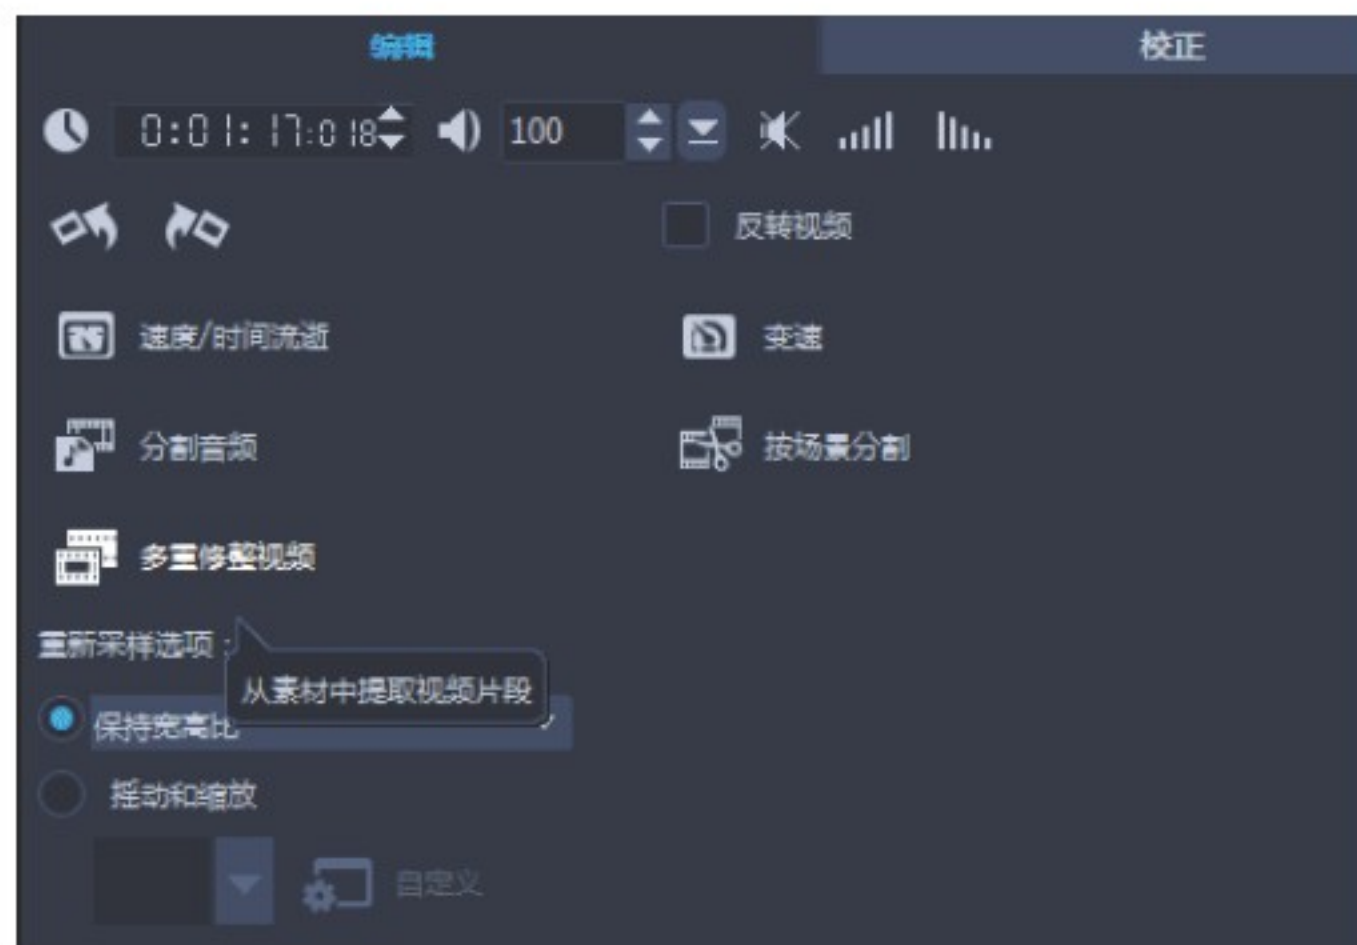 编辑 校正
0:01:17:018 100
反转视频
速度/时间流逝 变速
分割音频 按场景分割
多重修整视频
重新采样选项:
从素材中提取视频片段
保持宽高比
摇动和缩放
自定义